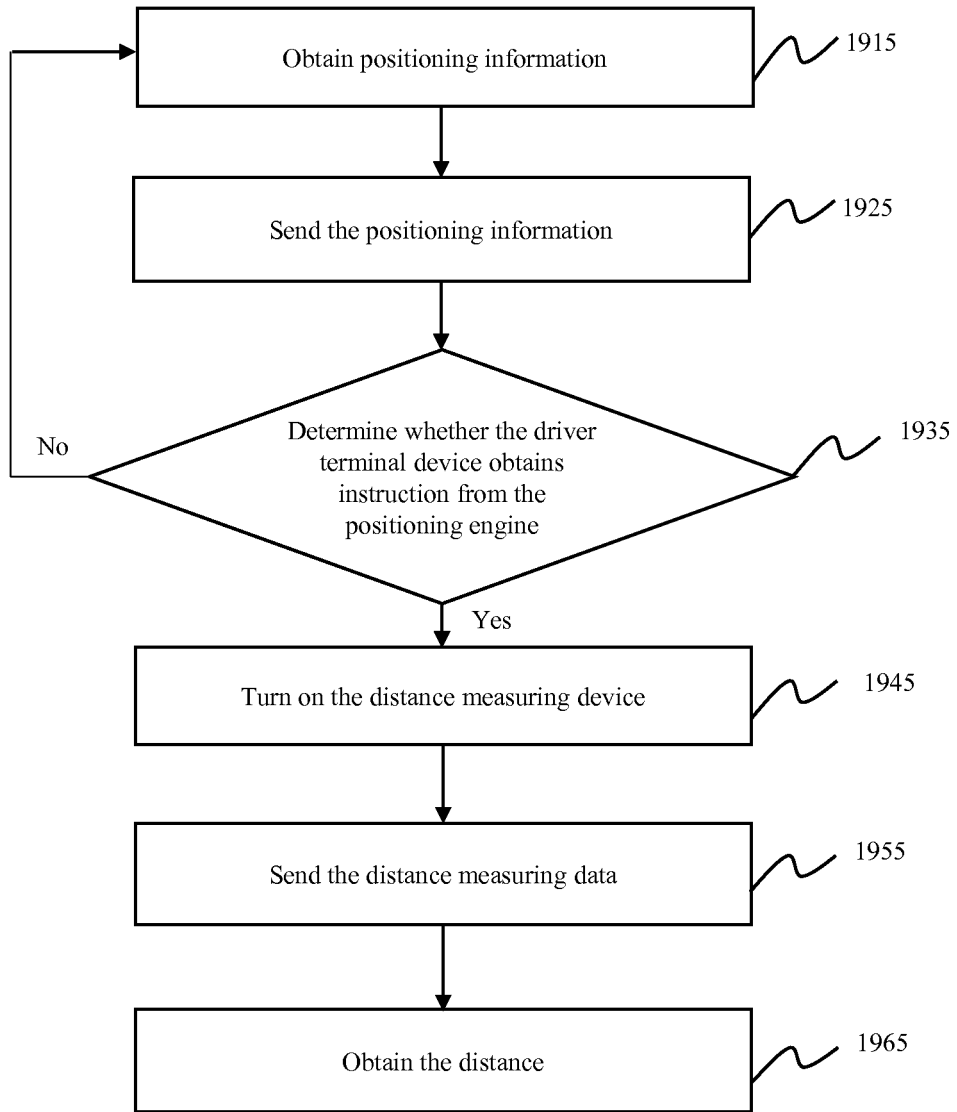 Obtain positioning information
1915
Send the positioning information
1925
Determine whether the driver
terminal device obtains
instruction from the
positioning engine
1935
No
Yes
Turn on the distance measuring device
1945
Send the distance measuring data
1955
Obtain the distance
1965